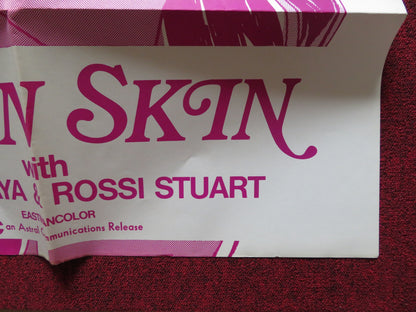 N SKIN
with
YA & ROSSI STUART
EASTMANCOLOR
an Astral Communications Release